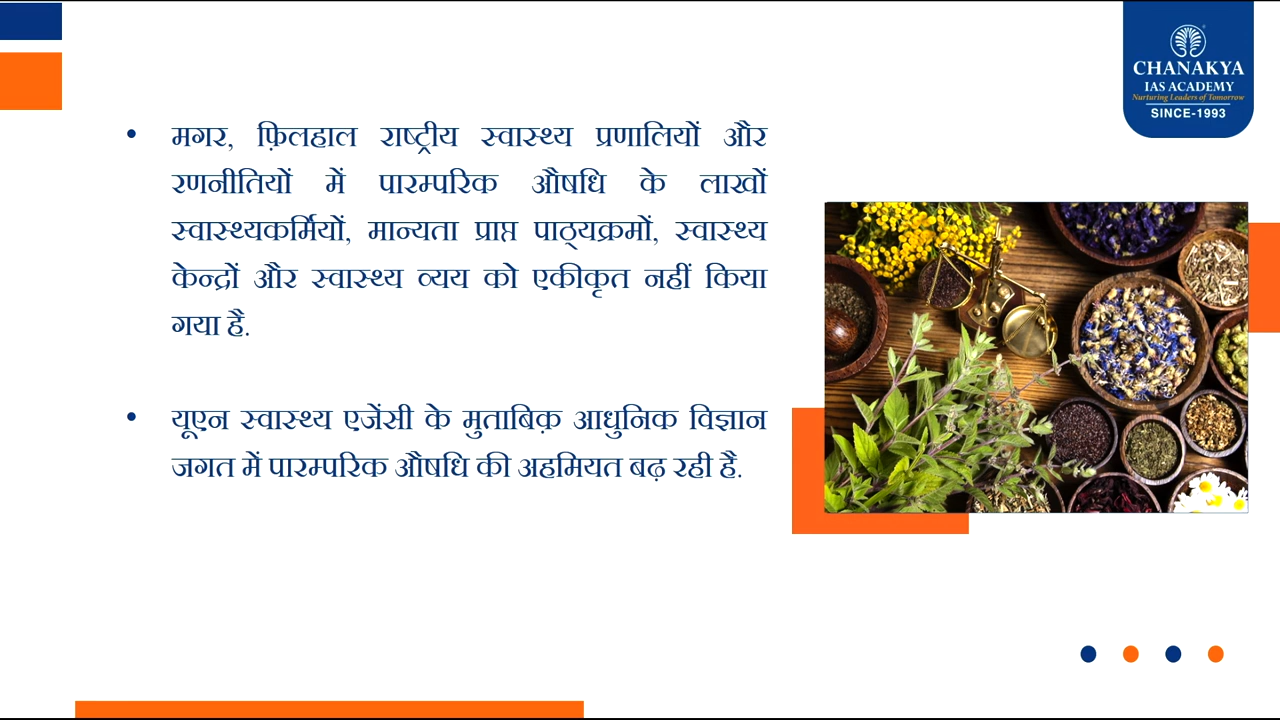 CHANAKYA
IAS ACADEMY
Nurturing Leaders of Tomorrow
SINCE-1993
• मगर, फ़िलहाल राष्ट्रीय स्वास्थ्य प्रणालियों और
रणनीतियों में पारम्परिक औषधि के लाखों
स्वास्थ्यकर्मियों, मान्यता प्राप्त पाठ्यक्रमों, स्वास्थ्य
केन्द्रों और स्वास्थ्य व्यय को एकीकृत नहीं किया
गया है.
• यूएन स्वास्थ्य एजेंसी के मुताबिक़ आधुनिक विज्ञान
जगत में पारम्परिक औषधि की अहमियत बढ़ रही है.